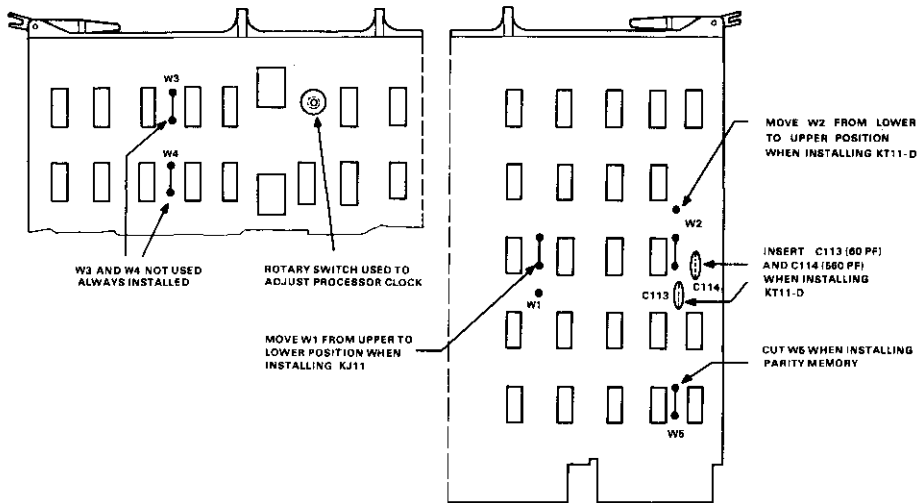 W3
W4
W3 AND W4 NOT USED
ALWAYS INSTALLED
ROTARY SWITCH USED TO
ADJUST PROCESSOR CLOCK
MOVE W1 FROM UPPER TO
LOWER POSITION WHEN
INSTALLING KJ11
W1
MOVE W2 FROM LOWER
TO UPPER POSITION
WHEN INSTALLING KT11-D
W2
INSERT C113 (60 PF)
AND C114 (560 PF)
WHEN INSTALLING
KT11-D
C114
C113
CUT W5 WHEN INSTALLING
PARITY MEMORY
W5